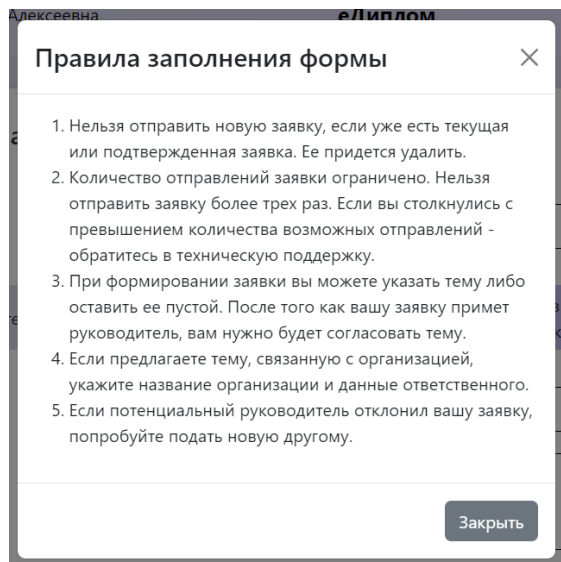 Алексеевна еДиплом
Правила заполнения формы
1. Нельзя отправить новую заявку, если уже есть текущая
или подтвержденная заявка. Ее придется удалить.
2. Количество отправлений заявки ограничено. Нельзя
отправить заявку более трех раз. Если вы столкнулись с
превышением количества возможных отправлений -
обратитесь в техническую поддержку.
3. При формировании заявки вы можете указать тему либо
оставить ее пустой. После того как вашу заявку примет
руководитель, вам нужно будет согласовать тему.
4. Если предлагаете тему, связанную с организацией,
укажите название организации и данные ответственного.
5. Если потенциальный руководитель отклонил вашу заявку,
попробуйте подать новую другому.
Закрыть